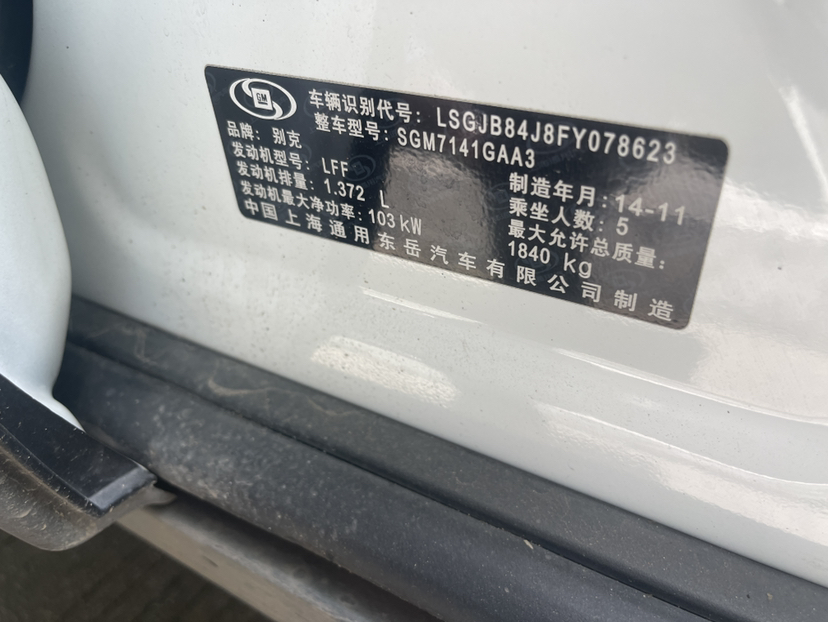 GM
车辆识别代号: LSGJB84J8FY078623
品牌: 别克
整车型号: SGM7141GAA3
发动机型号: LFF
制造年月: 14-11
发动机排量: 1.372 L
乘坐人数: 5
发动机最大净功率: 103 kW
最大允许总质量:
1840 kg
中国上海通用东岳汽车有限公司制造